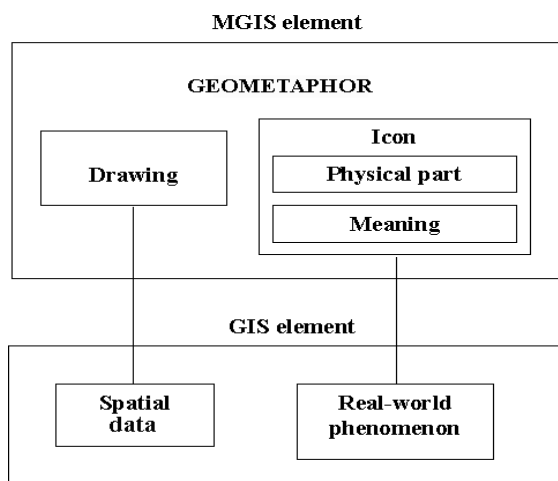 MGIS element
GEOMETAPHOR
Drawing
Icon
Physical part
Meaning
GIS element
Spatial
data
Real-world
phenomenon